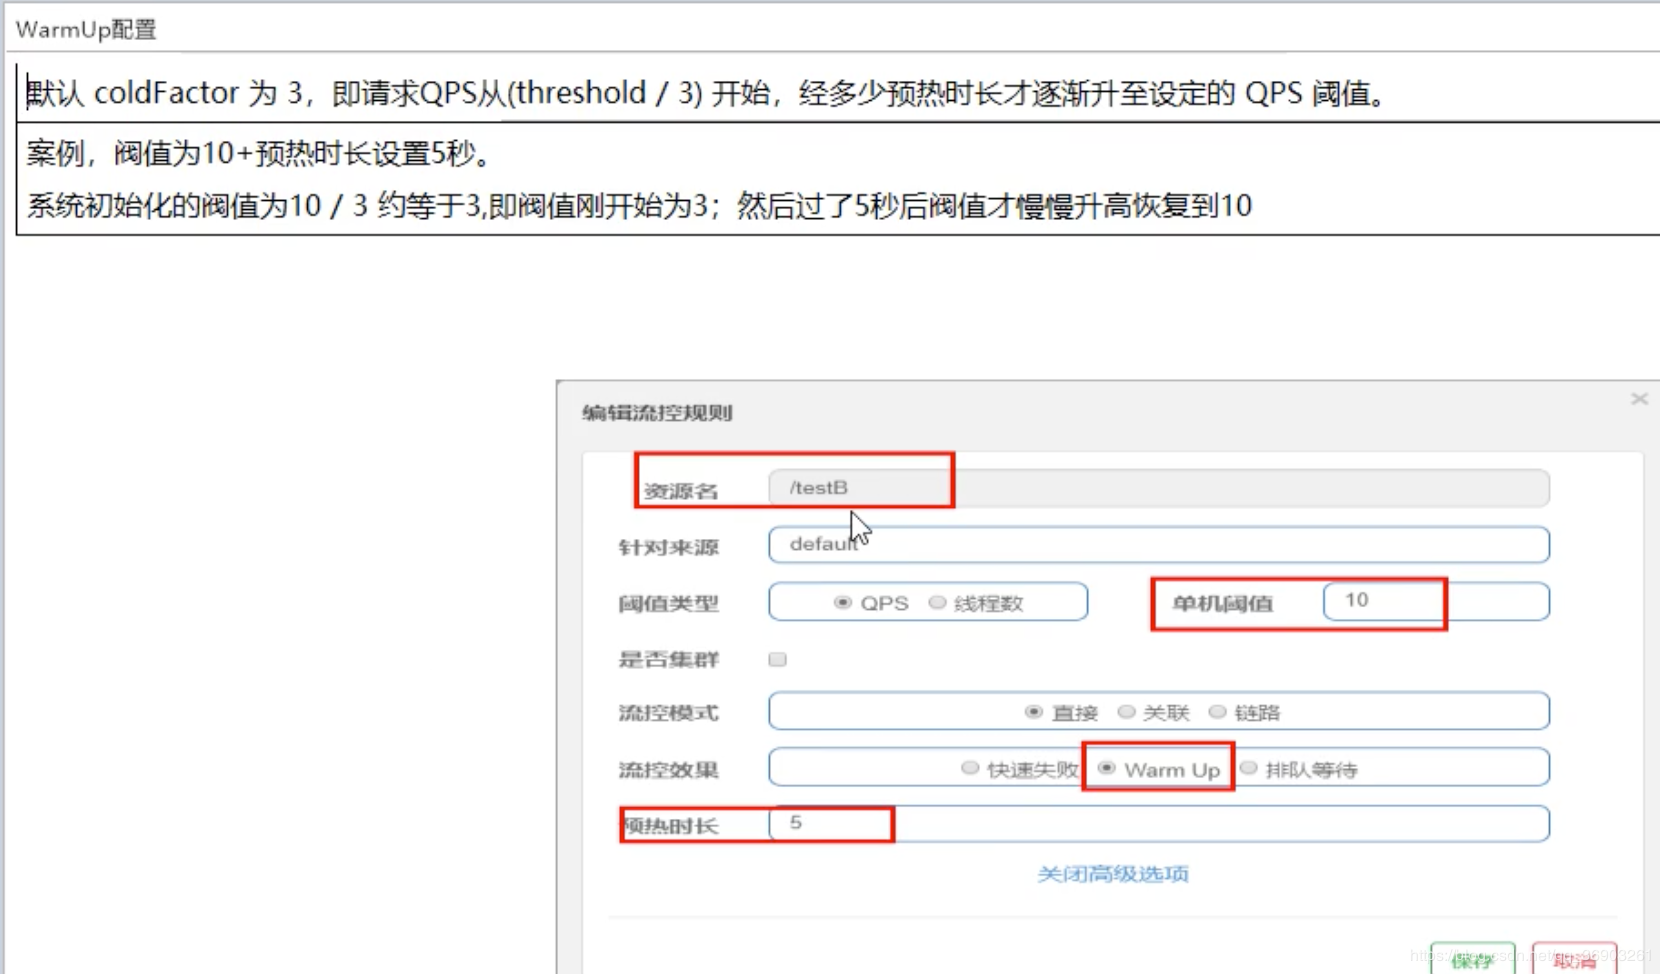 WarmUp配置
默认 coldFactor 为 3，即请求QPS从(threshold / 3) 开始，经多少预热时长才逐渐升至设定的 QPS 阈值。
案例，阀值为10+预热时长设置5秒。
系统初始化的阀值为10 / 3 约等于3,即阀值刚开始为3；然后过了5秒后阀值才慢慢升高恢复到10
编辑流控规则
资源名 /testB
针对来源 default
阈值类型 QPS 线程数 单机阈值 10
是否集群
流控模式 直接 关联 链路
流控效果 快速失败 Warm Up 排队等待
预热时长 5
关闭高级选项
保存 取消